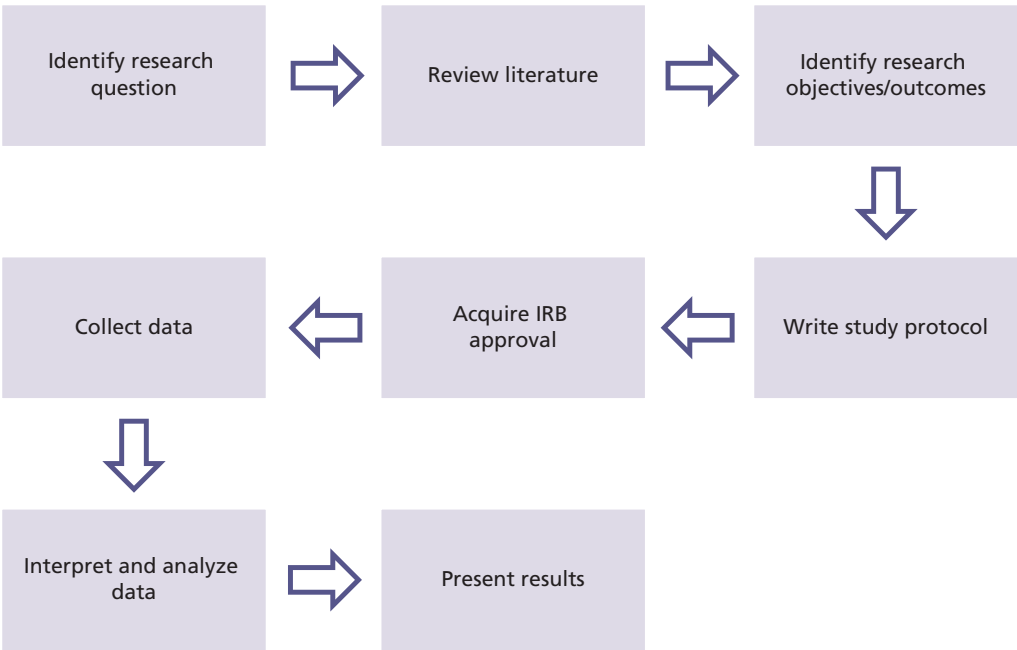 Identify research
question
Review literature
Identify research
objectives/outcomes
Write study protocol
Acquire IRB
approval
Collect data
Interpret and analyze
data
Present results